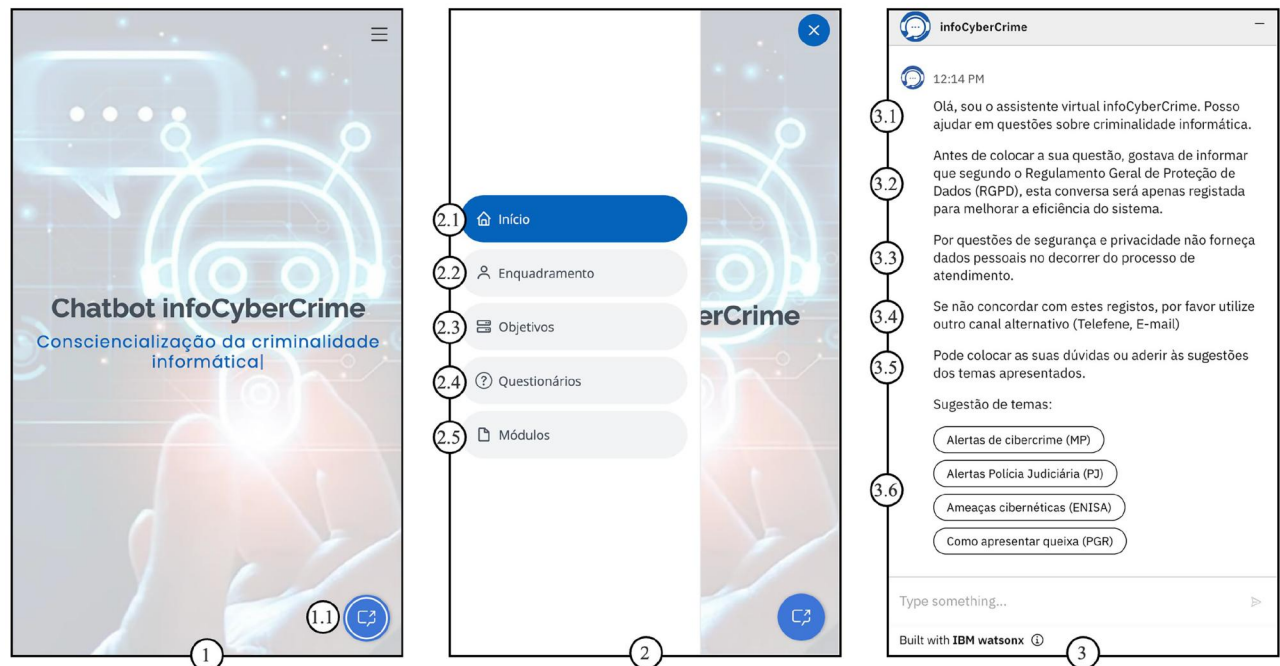 Chatbot infoCyberCrime
Consciencialização da criminalidade
informática|
1.1
1
2.1 Início
2.2 Enquadramento
2.3 Objetivos
2.4 Questionários
2.5 Módulos
erCrime
2
infoCyberCrime
12:14 PM
3.1
Olá, sou o assistente virtual infoCyberCrime. Posso
ajudar em questões sobre criminalidade informática.
3.2
Antes de colocar a sua questão, gostava de informar
que segundo o Regulamento Geral de Proteção de
Dados (RGPD), esta conversa será apenas registada
para melhorar a eficiência do sistema.
3.3
Por questões de segurança e privacidade não forneça
dados pessoais no decorrer do processo de
atendimento.
3.4
Se não concordar com estes registos, por favor utilize
outro canal alternativo (Telefene, E-mail)
3.5
Pode colocar as suas dúvidas ou aderir às sugestões
dos temas apresentados.
Sugestão de temas:
3.6
Alertas de cibercrime (MP)
Alertas Polícia Judiciária (PJ)
Ameaças cibernéticas (ENISA)
Como apresentar queixa (PGR)
Type something...
Built with IBM watsonx
3